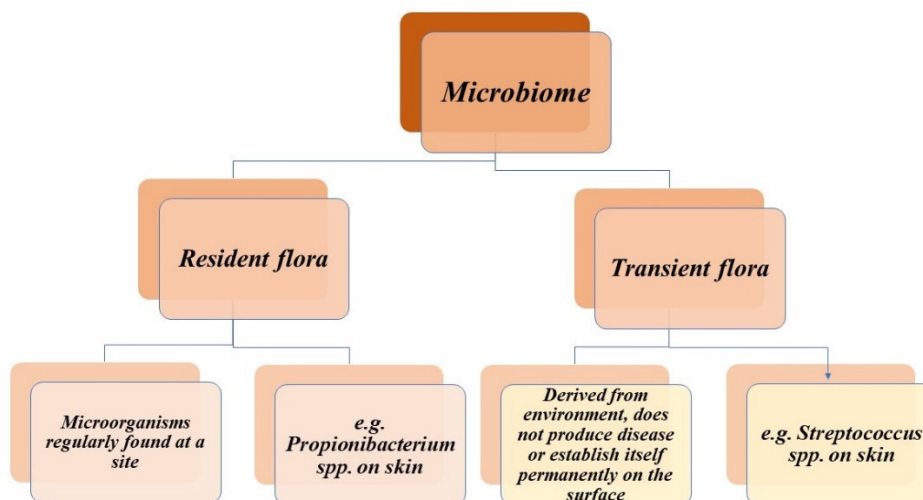 Microbiome
Resident flora
Transient flora
Microorganisms
regularly found at a
site
e.g.
Propionibacterium
spp. on skin
Derived from
environment, does
not produce disease
or establish itself
permanently on the
surface
e.g. Streptococcus
spp. on skin